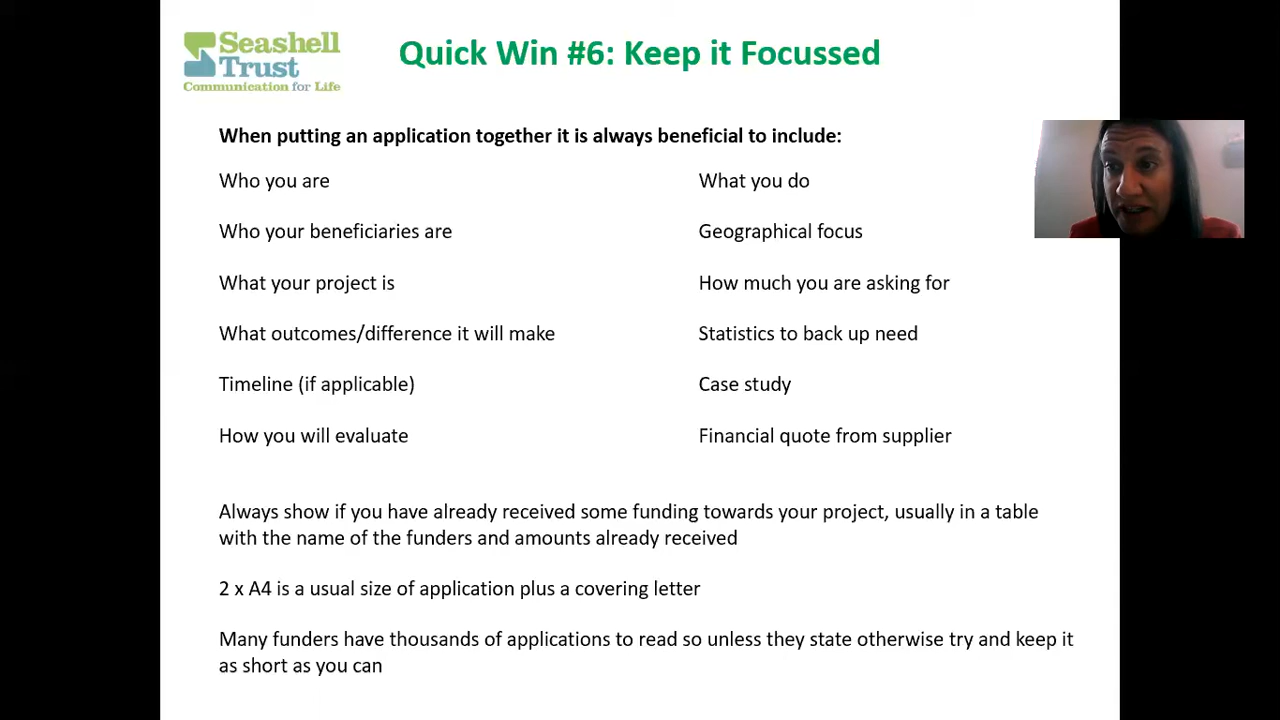 Seashell
Trust
Communication for Life
Quick Win #6: Keep it Focussed
When putting an application together it is always beneficial to include:
Who you are
What you do
Who your beneficiaries are
Geographical focus
What your project is
How much you are asking for
What outcomes/difference it will make
Statistics to back up need
Timeline (if applicable)
Case study
How you will evaluate
Financial quote from supplier
Always show if you have already received some funding towards your project, usually in a table
with the name of the funders and amounts already received
2 x A4 is a usual size of application plus a covering letter
Many funders have thousands of applications to read so unless they state otherwise try and keep it
as short as you can